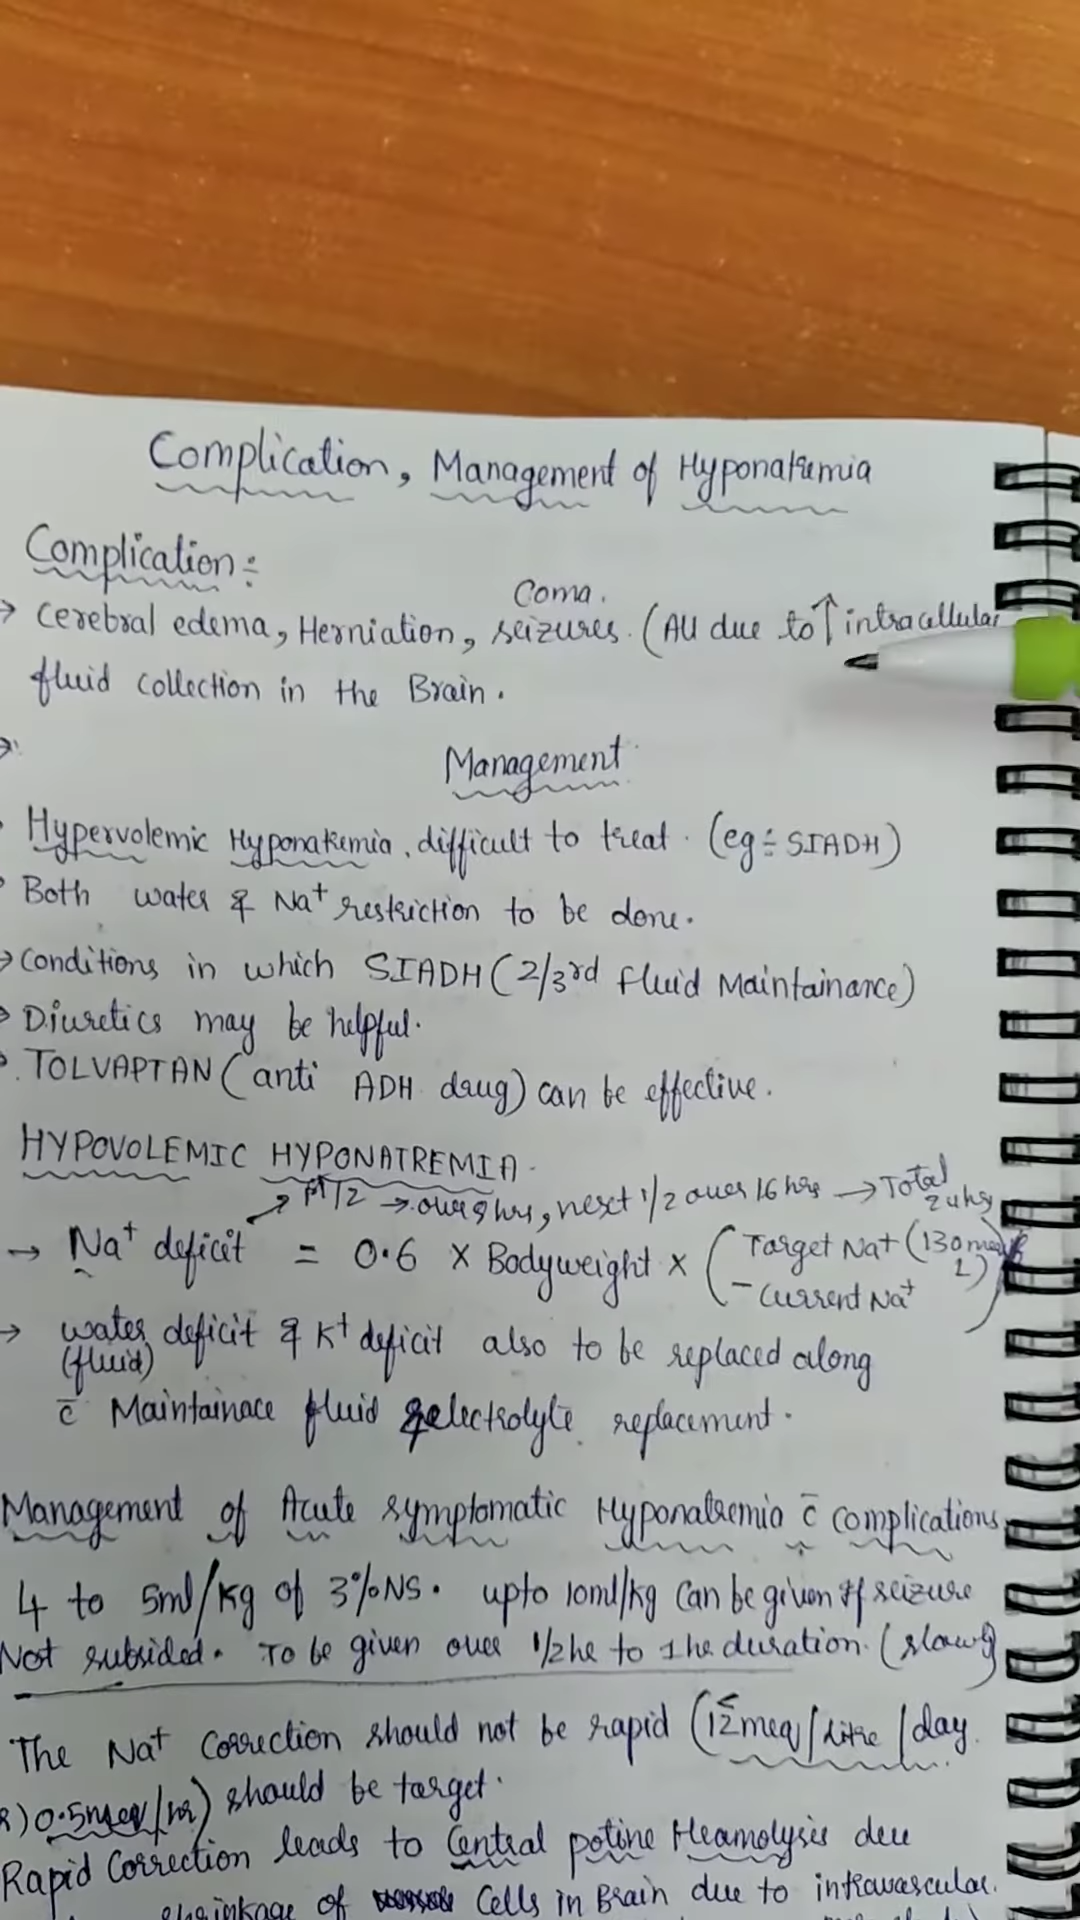 Complication, Management of Hyponatremia
Complication:-
Coma.
→ Cerebral edema, Herniation, seizures. (All due to ↑ intracellular
fluid collection in the Brain.
Management
Hypervolemic Hyponatremia. difficult to treat. (eg:- SIADH)
Both water & Na+ restriction to be done.
→ Conditions in which SIADH (2/3rd fluid Maintainance)
Diuretics may be helpful.
TOLVAPTAN (anti ADH drug) can be effective.
HYPOVOLEMIC HYPONATREMIA.
1/2 → over 8 hrs, next 1/2 over 16 hrs → Total 24 hrs
→ Na+ deficit = 0.6 x Bodyweight x (Target Na+ (130 meq/L)
- Current Na+)
→ water deficit & K+ deficit also to be replaced along
(fluid)
c̄ Maintainace fluid & electrolyte replacement.
Management of Acute symptomatic Hyponatremia c̄ complications
4 to 5ml/kg of 3% NS. upto 10ml/kg can be given if seizure
Not subsided. To be given over 1/2 hr to 1 hr duration. (slow)
The Na+ correction should not be rapid (≤12meq/litre/day
0.5meq/hr) should be target.
Rapid Correction leads to Central potine Heamolysis due
shrinkage of cells in Brain due to intravascular.